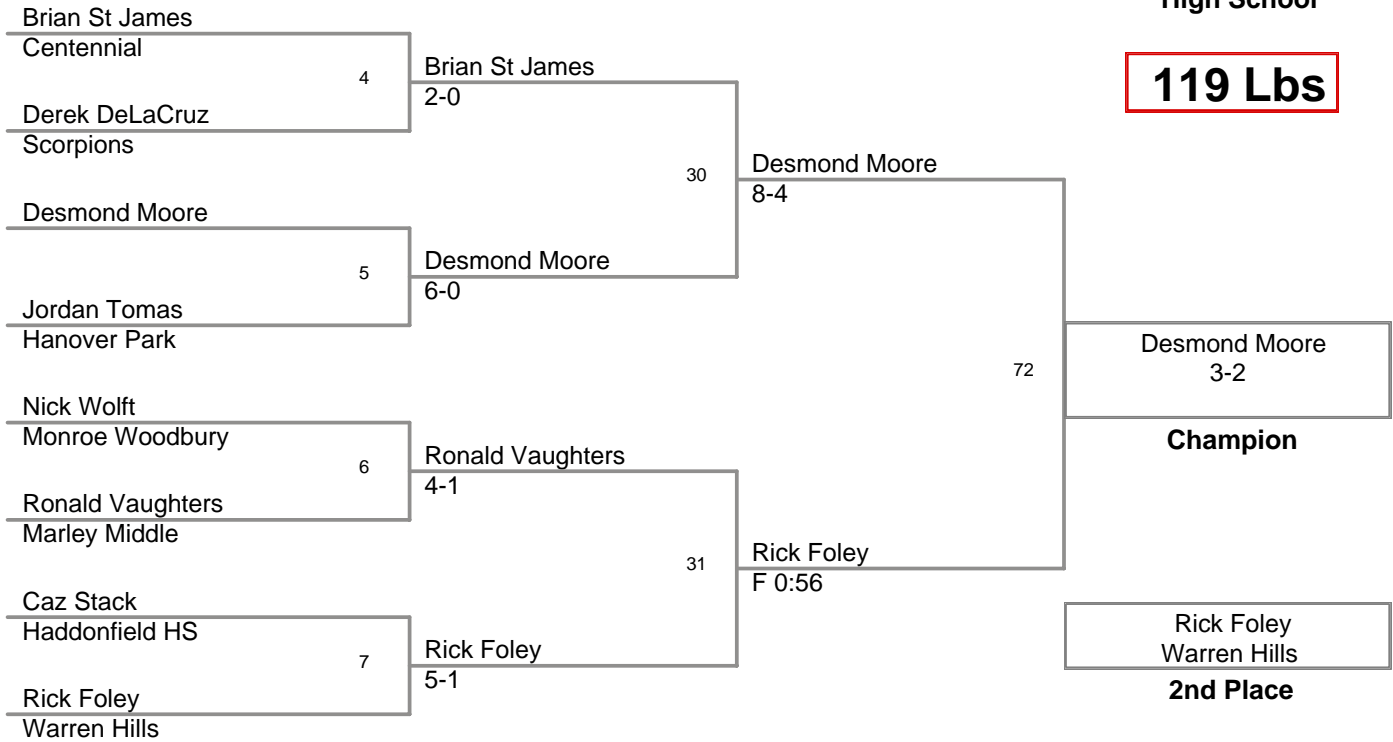 High School
119 Lbs
Brian St James
Centennial
4
Derek DeLaCruz
Scorpions
Desmond Moore
5
Jordan Tomas
Hanover Park
Nick Wolft
Monroe Woodbury
6
Ronald Vaughters
Marley Middle
Caz Stack
Haddonfield HS
7
Rick Foley
Warren Hills
Brian St James
2-0
30
Desmond Moore
6-0
Ronald Vaughters
4-1
31
Rick Foley
5-1
Desmond Moore
8-4
72
Rick Foley
F 0:56
Desmond Moore
3-2
Champion
Rick Foley
Warren Hills
2nd Place